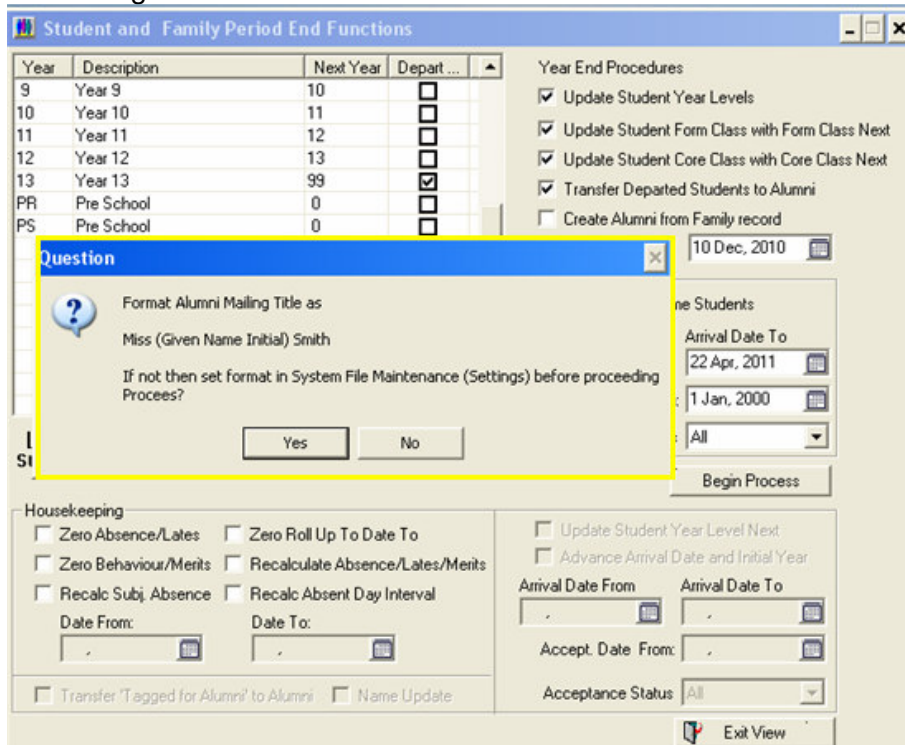 Student and Family Period End Functions
Year Description Next Year Depart ...
9 Year 9 10
10 Year 10 11
11 Year 11 12
12 Year 12 13
13 Year 13 99
PR Pre School 0
PS Pre School 0
Year End Procedures
Update Student Year Levels
Update Student Form Class with Form Class Next
Update Student Core Class with Core Class Next
Transfer Departed Students to Alumni
Create Alumni from Family record
10 Dec, 2010
Question
Format Alumni Mailing Title as
Miss (Given Name Initial) Smith
If not then set format in System File Maintenance (Settings) before proceeding
Procees?
Yes No
Students
Arrival Date To
22 Apr, 2011
1 Jan, 2000
All
Begin Process
Housekeeping
Zero Absence/Lates Zero Roll Up To Date To
Zero Behaviour/Merits Recalculate Absence/Lates/Merits
Recalc Subj. Absence Recalc Absent Day Interval
Date From: Date To:
, ,
Transfer 'Tagged for Alumni' to Alumni Name Update
Update Student Year Level Next
Advance Arrival Date and Initial Year
Arrival Date From Arrival Date To
, ,
Accept. Date From: ,
Acceptance Status All
Exit View